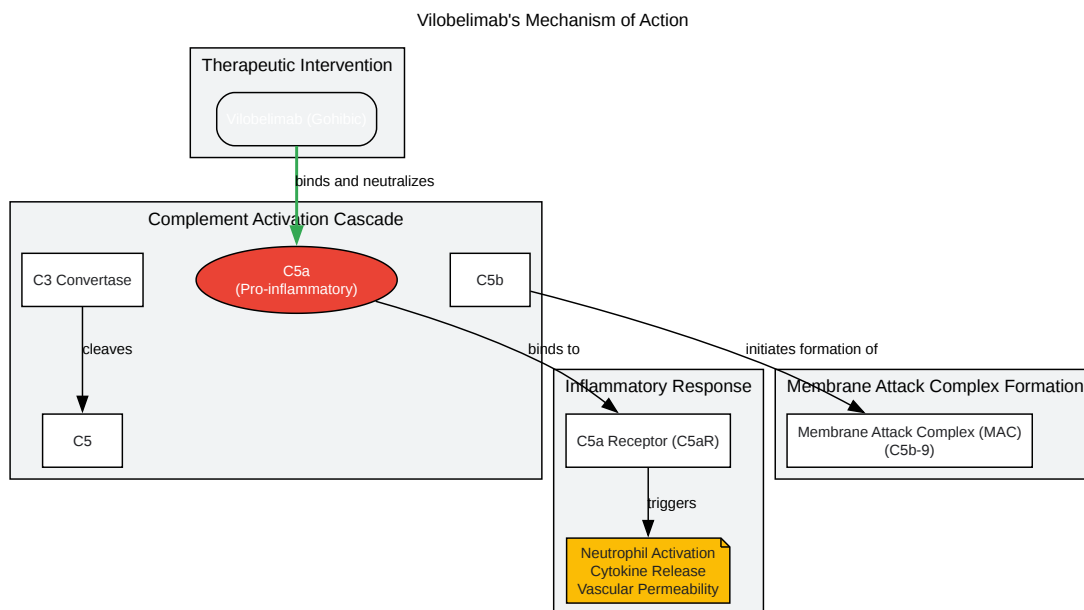 Vilobelimab's Mechanism of Action
Therapeutic Intervention
Vilobelimab (Gohibic)
binds and neutralizes
Complement Activation Cascade
C3 Convertase
C5a
(Pro-inflammatory)
C5b
cleaves
binds to
initiates formation of
C5
Inflammatory Response
C5a Receptor (C5aR)
triggers
Neutrophil Activation
Cytokine Release
Vascular Permeability
Membrane Attack Complex Formation
Membrane Attack Complex (MAC)
(C5b-9)